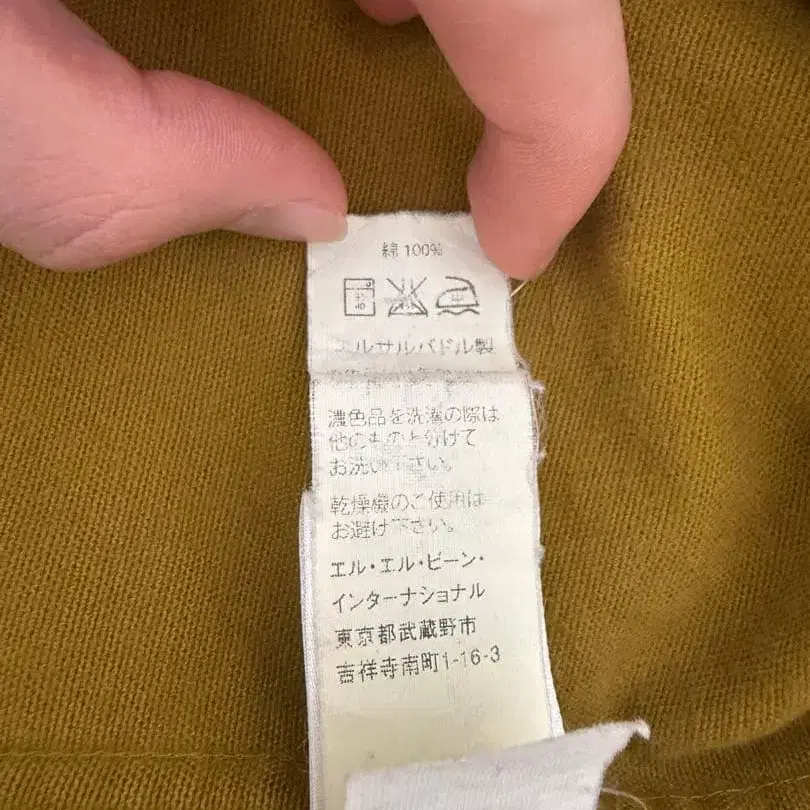 綿 100%
エルサルバドル製
濃色品を洗濯の際は
他のものと分けて
お洗い下さい。
乾燥機のご使用は
お避け下さい。
エル・エル・ビーン・
インターナショナル
東京都武蔵野市
吉祥寺南町1-16-3